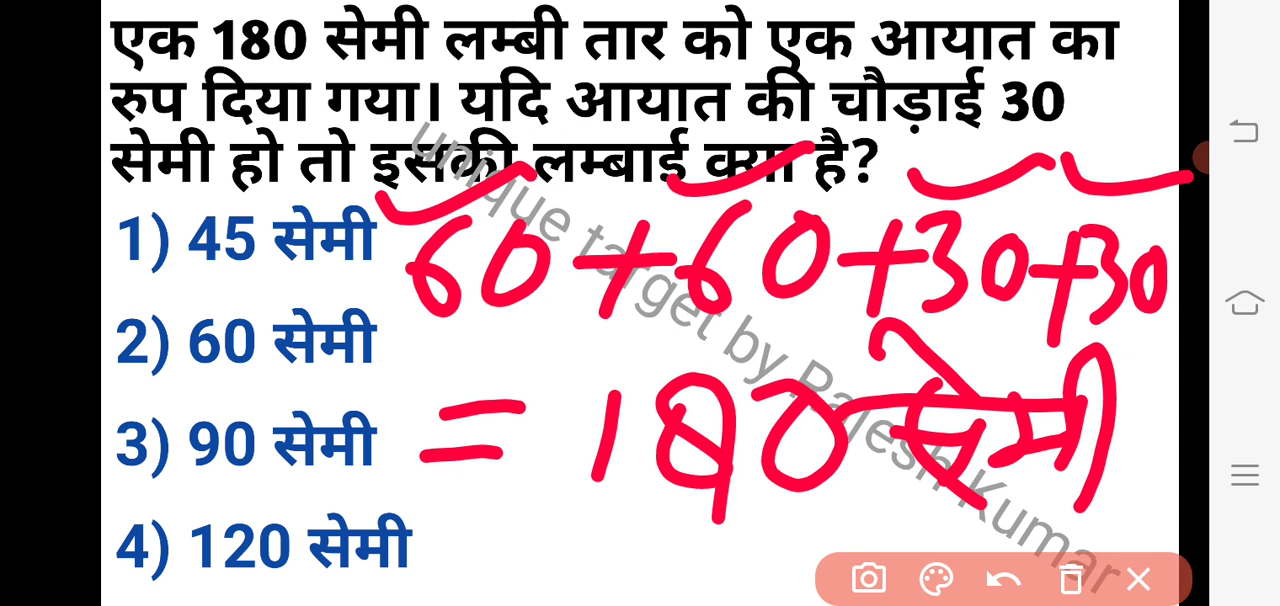 एक 180 सेमी लम्बी तार को एक आयात का
रुप दिया गया। यदि आयात की चौड़ाई 30
सेमी हो तो इसकी लम्बाई क्या है?
1) 45 सेमी
60+60+30+30
2) 60 सेमी
3) 90 सेमी
= 180 सेमी
4) 120 सेमी
unique target by Rajesh Kumar